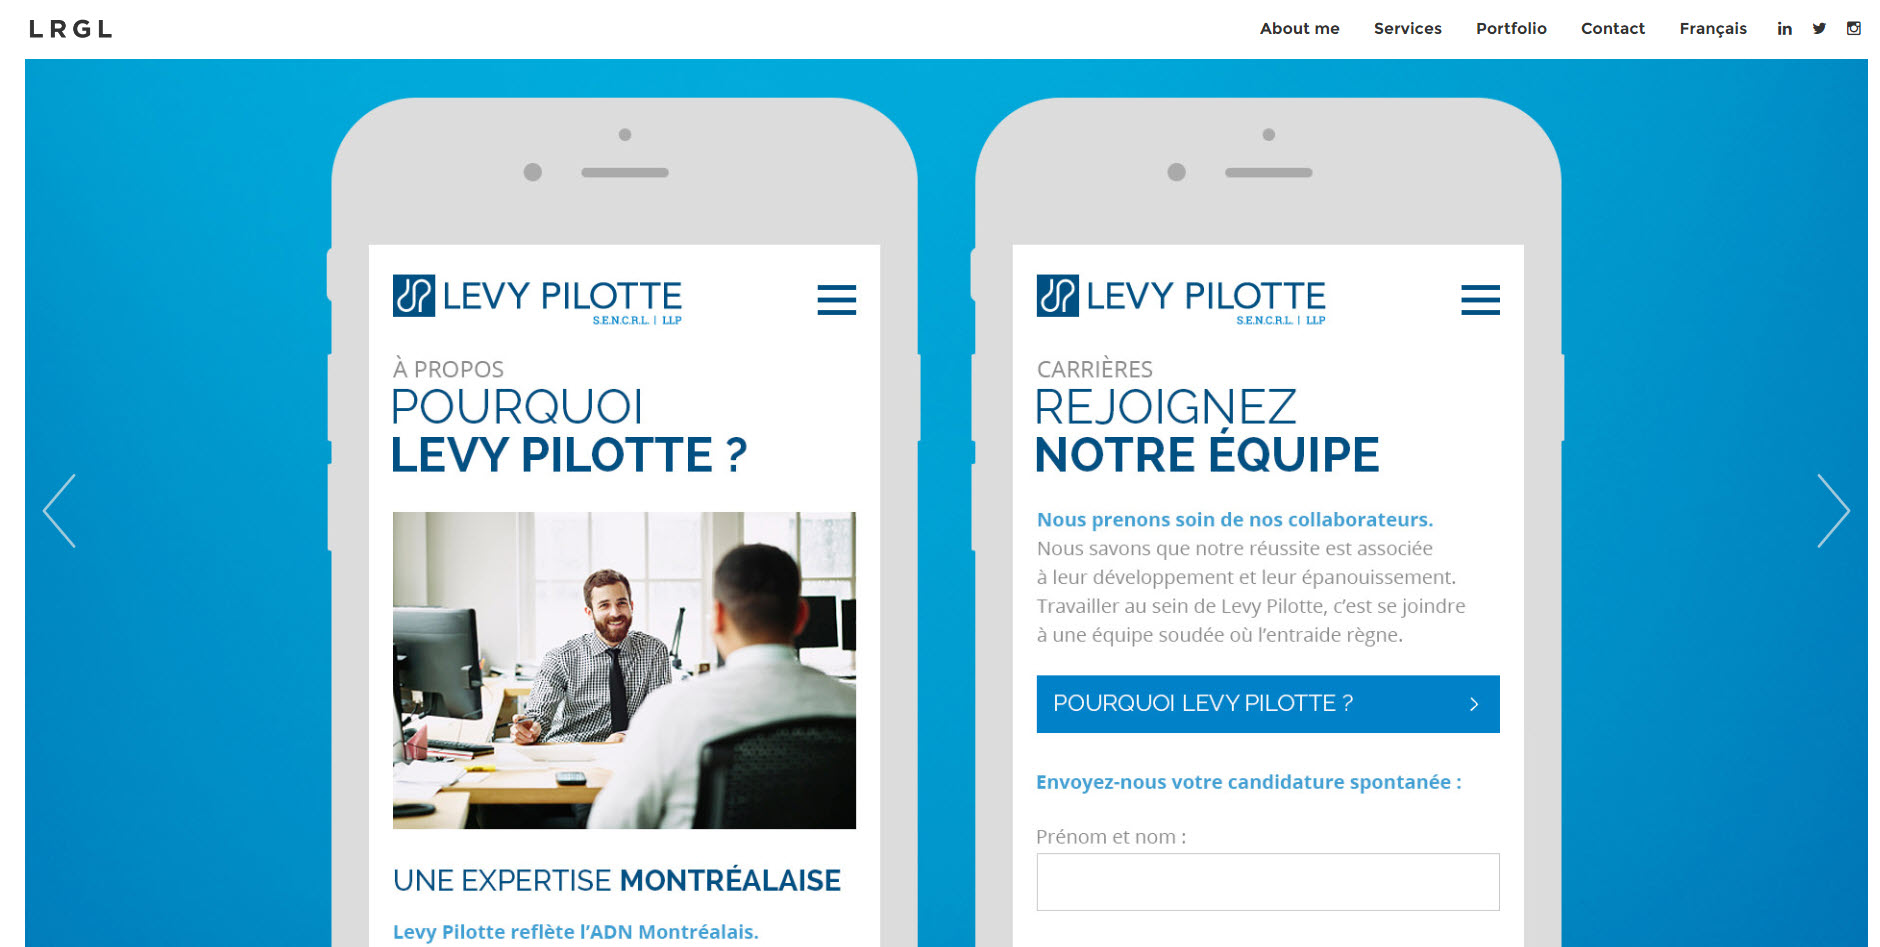 LRGL
About me Services Portfolio Contact Français
LEVY PILOTTE
S.E.N.C.R.L. | LLP
À PROPOS
POURQUOI
LEVY PILOTTE ?
UNE EXPERTISE MONTRÉALAISE
Levy Pilotte reflète l’ADN Montréalais.
LEVY PILOTTE
S.E.N.C.R.L. | LLP
CARRIÈRES
REJOIGNEZ
NOTRE ÉQUIPE
Nous prenons soin de nos collaborateurs.
Nous savons que notre réussite est associée
à leur développement et leur épanouissement.
Travailler au sein de Levy Pilotte, c’est se joindre
à une équipe soudée où l’entraide règne.
POURQUOI LEVY PILOTTE ?
Envoyez-nous votre candidature spontanée :
Prénom et nom :